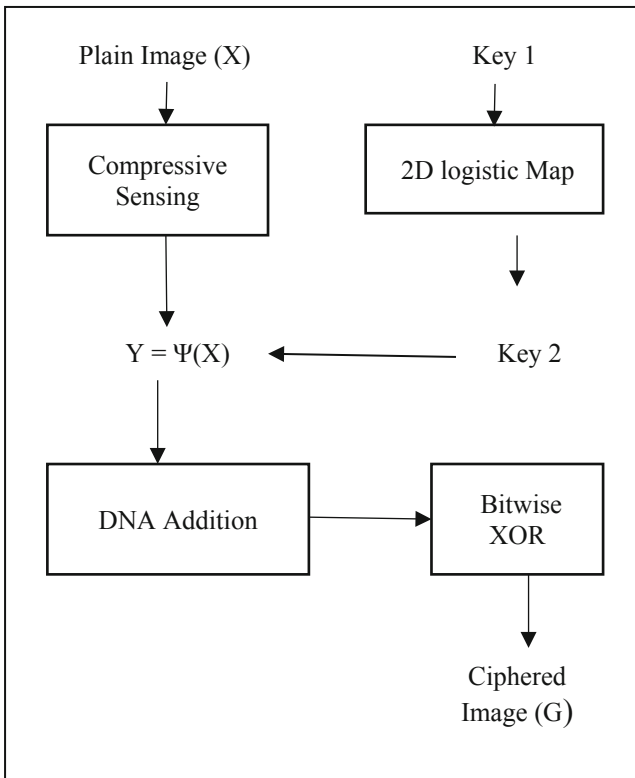 Plain Image (X)
Key 1
Compressive
Sensing
2D logistic Map
Y = Ψ(X)
Key 2
DNA Addition
Bitwise
XOR
Ciphered
Image (G)